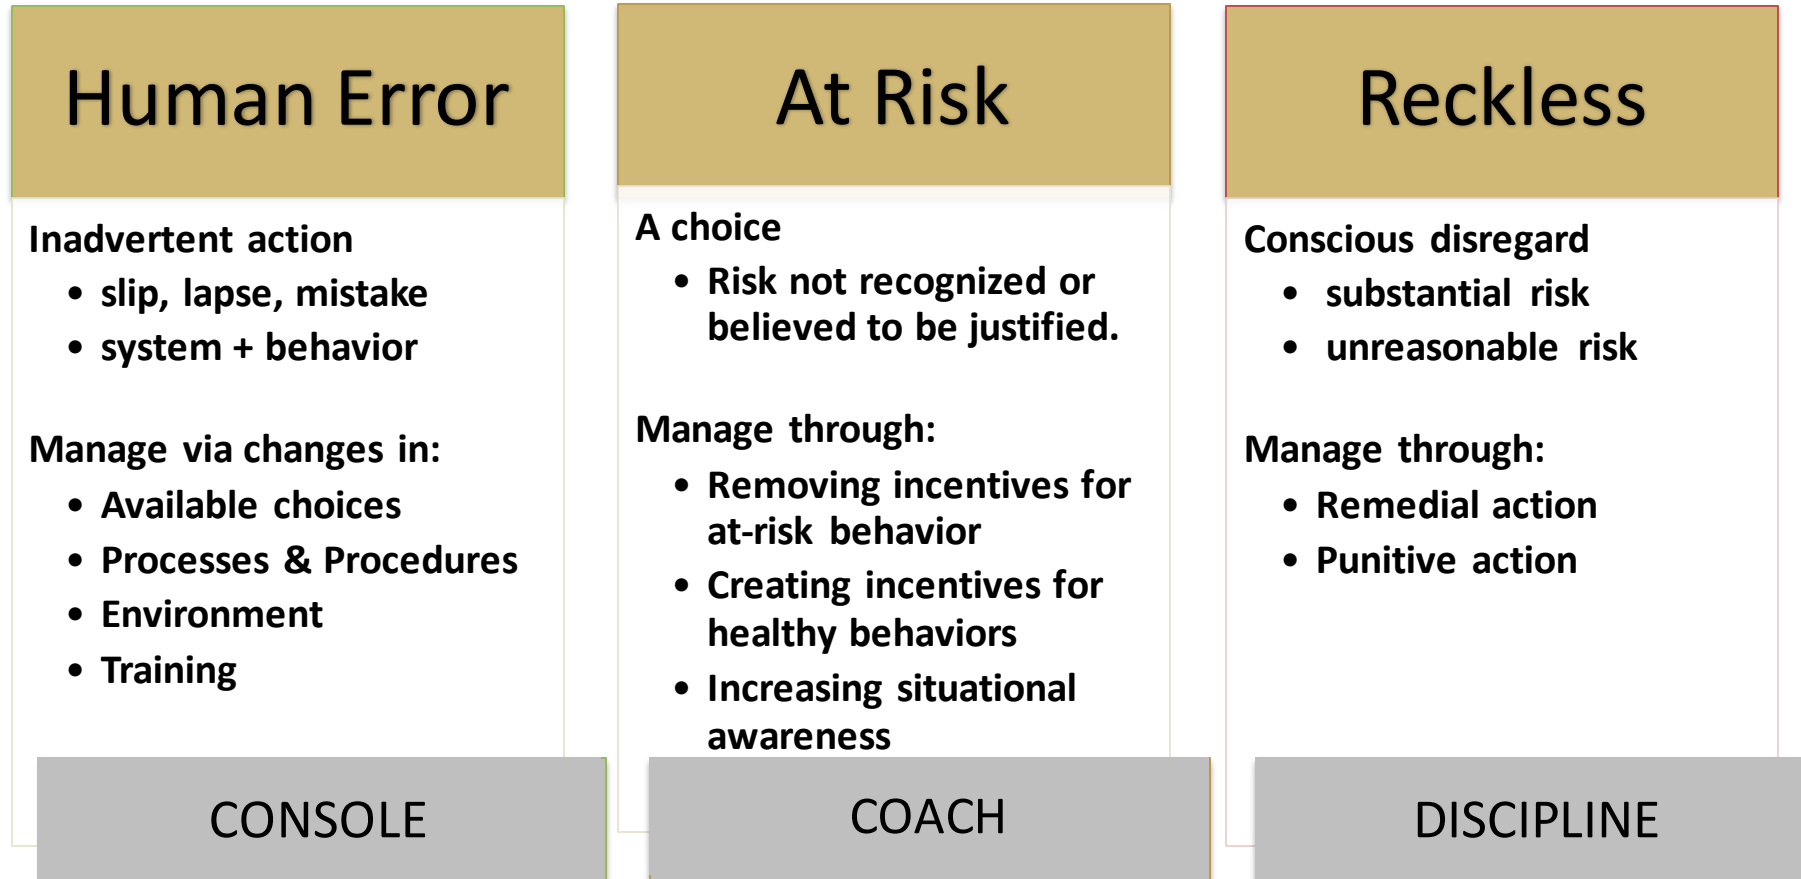 Human Error
Inadvertent action
• slip, lapse, mistake
• system + behavior
Manage via changes in:
• Available choices
• Processes & Procedures
• Environment
• Training
CONSOLE
At Risk
A choice
• Risk not recognized or
believed to be justified.
Manage through:
• Removing incentives for
at-risk behavior
• Creating incentives for
healthy behaviors
• Increasing situational
awareness
COACH
Reckless
Conscious disregard
• substantial risk
• unreasonable risk
Manage through:
• Remedial action
• Punitive action
DISCIPLINE